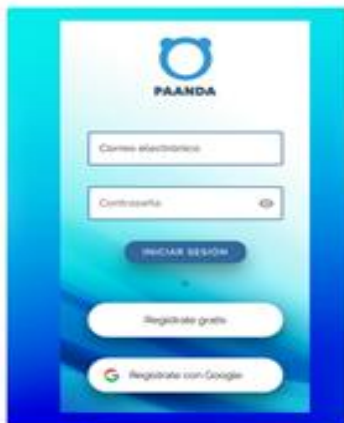 PAANDA
Correo electrónico
Contraseña
INICIAR SESIÓN
o
Regístrate gratis
Regístrate con Google